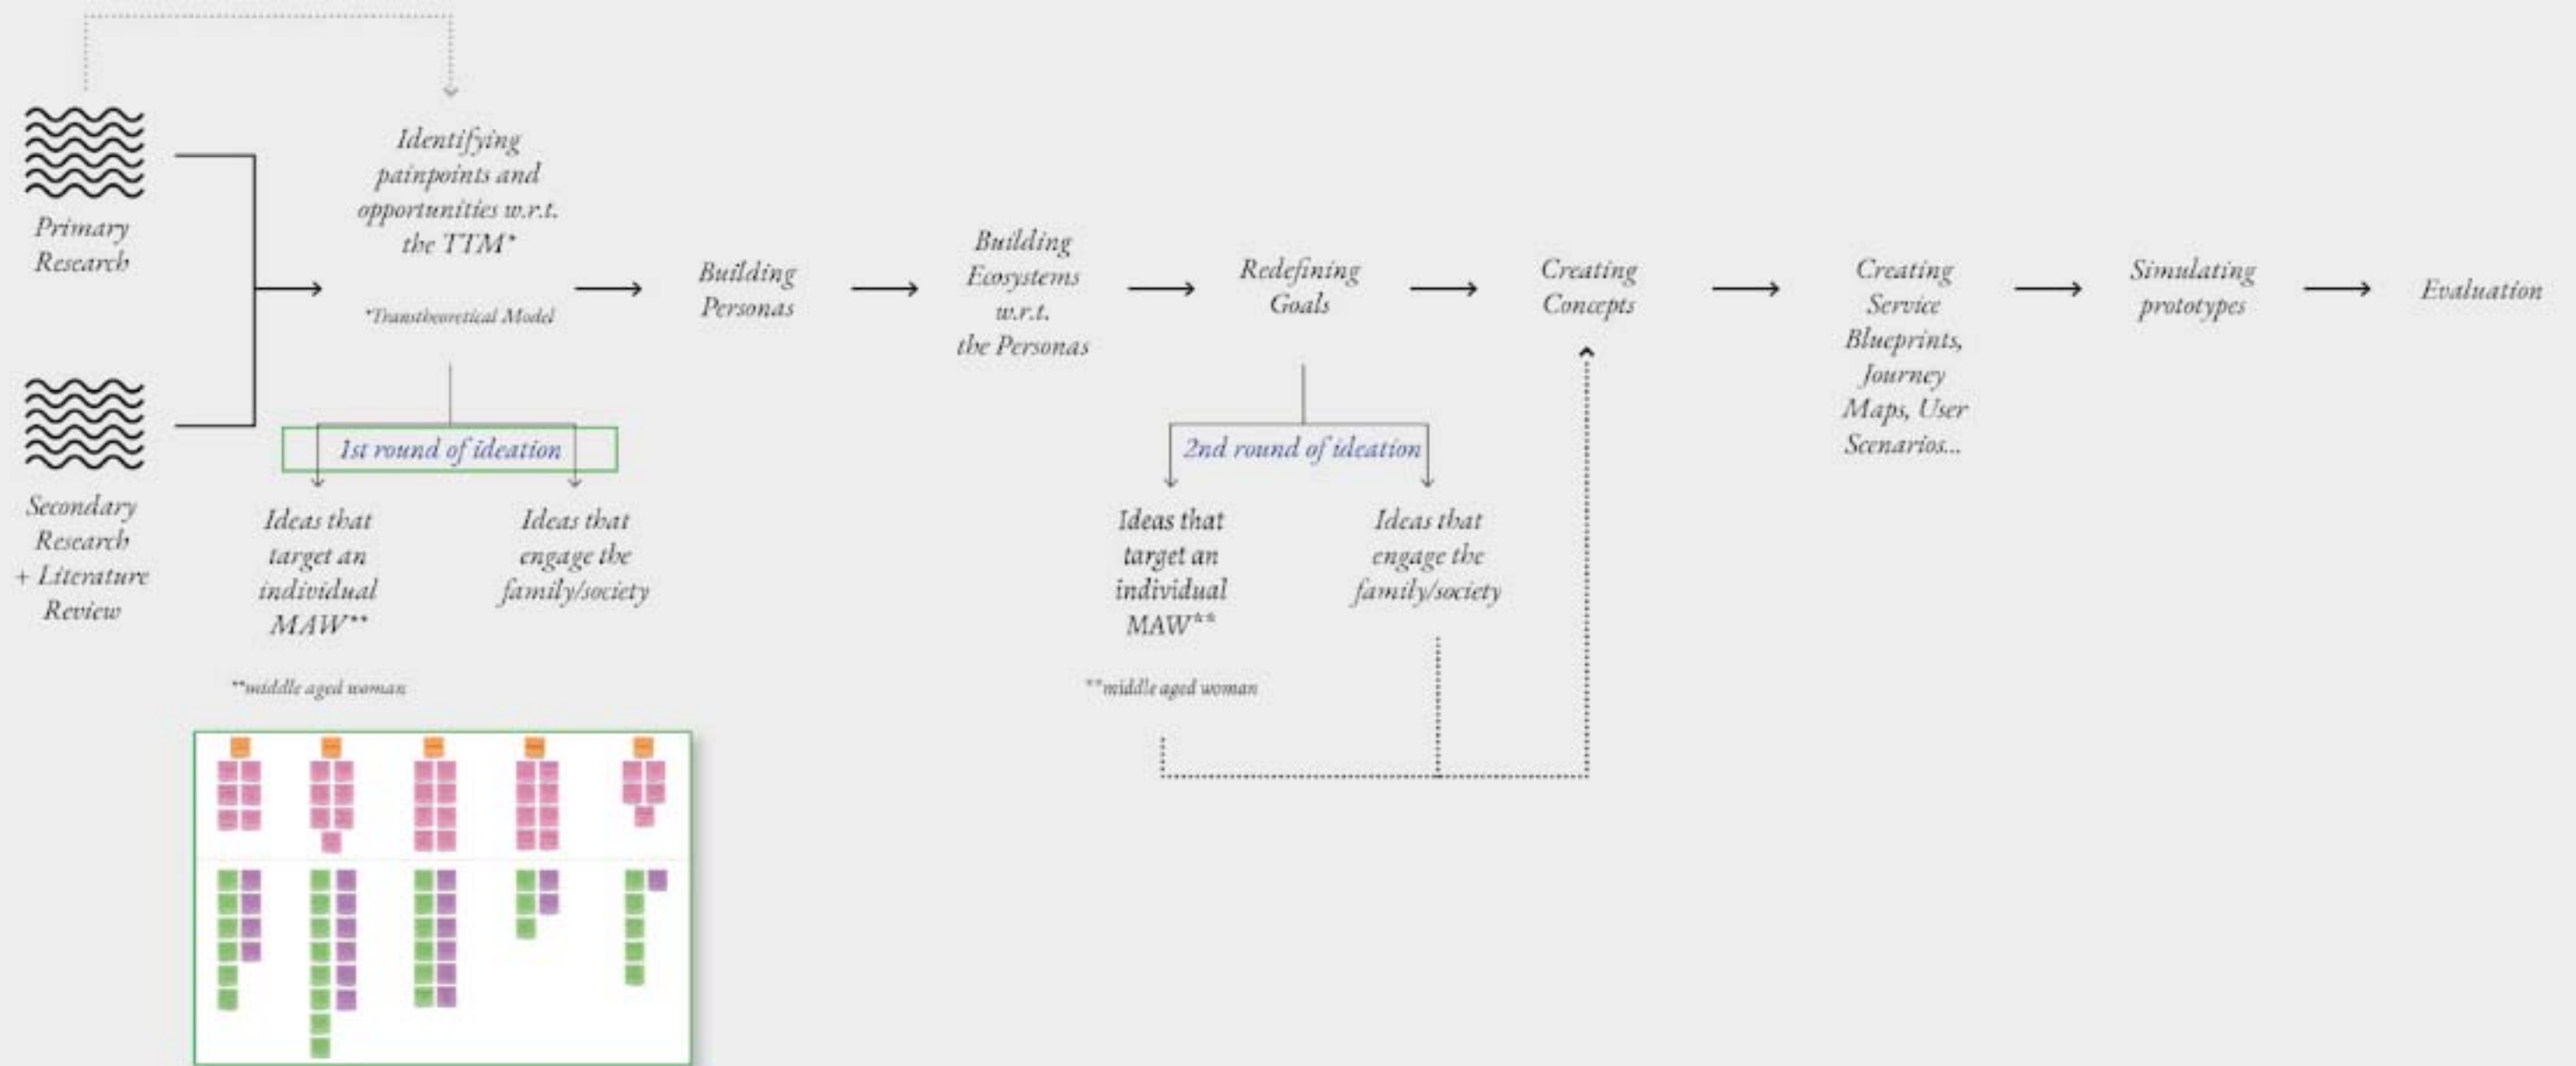 Primary
Research
Secondary
Research
+ Literature
Review
Identifying
painpoints and
opportunities w.r.t.
the TTM*
*Transtheoretical Model
1st round of ideation
Ideas that
target an
individual
MAW**
**middle aged woman
Ideas that
engage the
family/society
Building
Personas
Building
Ecosystems
w.r.t.
the Personas
Redefining
Goals
2nd round of ideation
Ideas that
target an
individual
MAW**
**middle aged woman
Ideas that
engage the
family/society
Creating
Concepts
Creating
Service
Blueprints,
Journey
Maps, User
Scenarios...
Simulating
prototypes
Evaluation